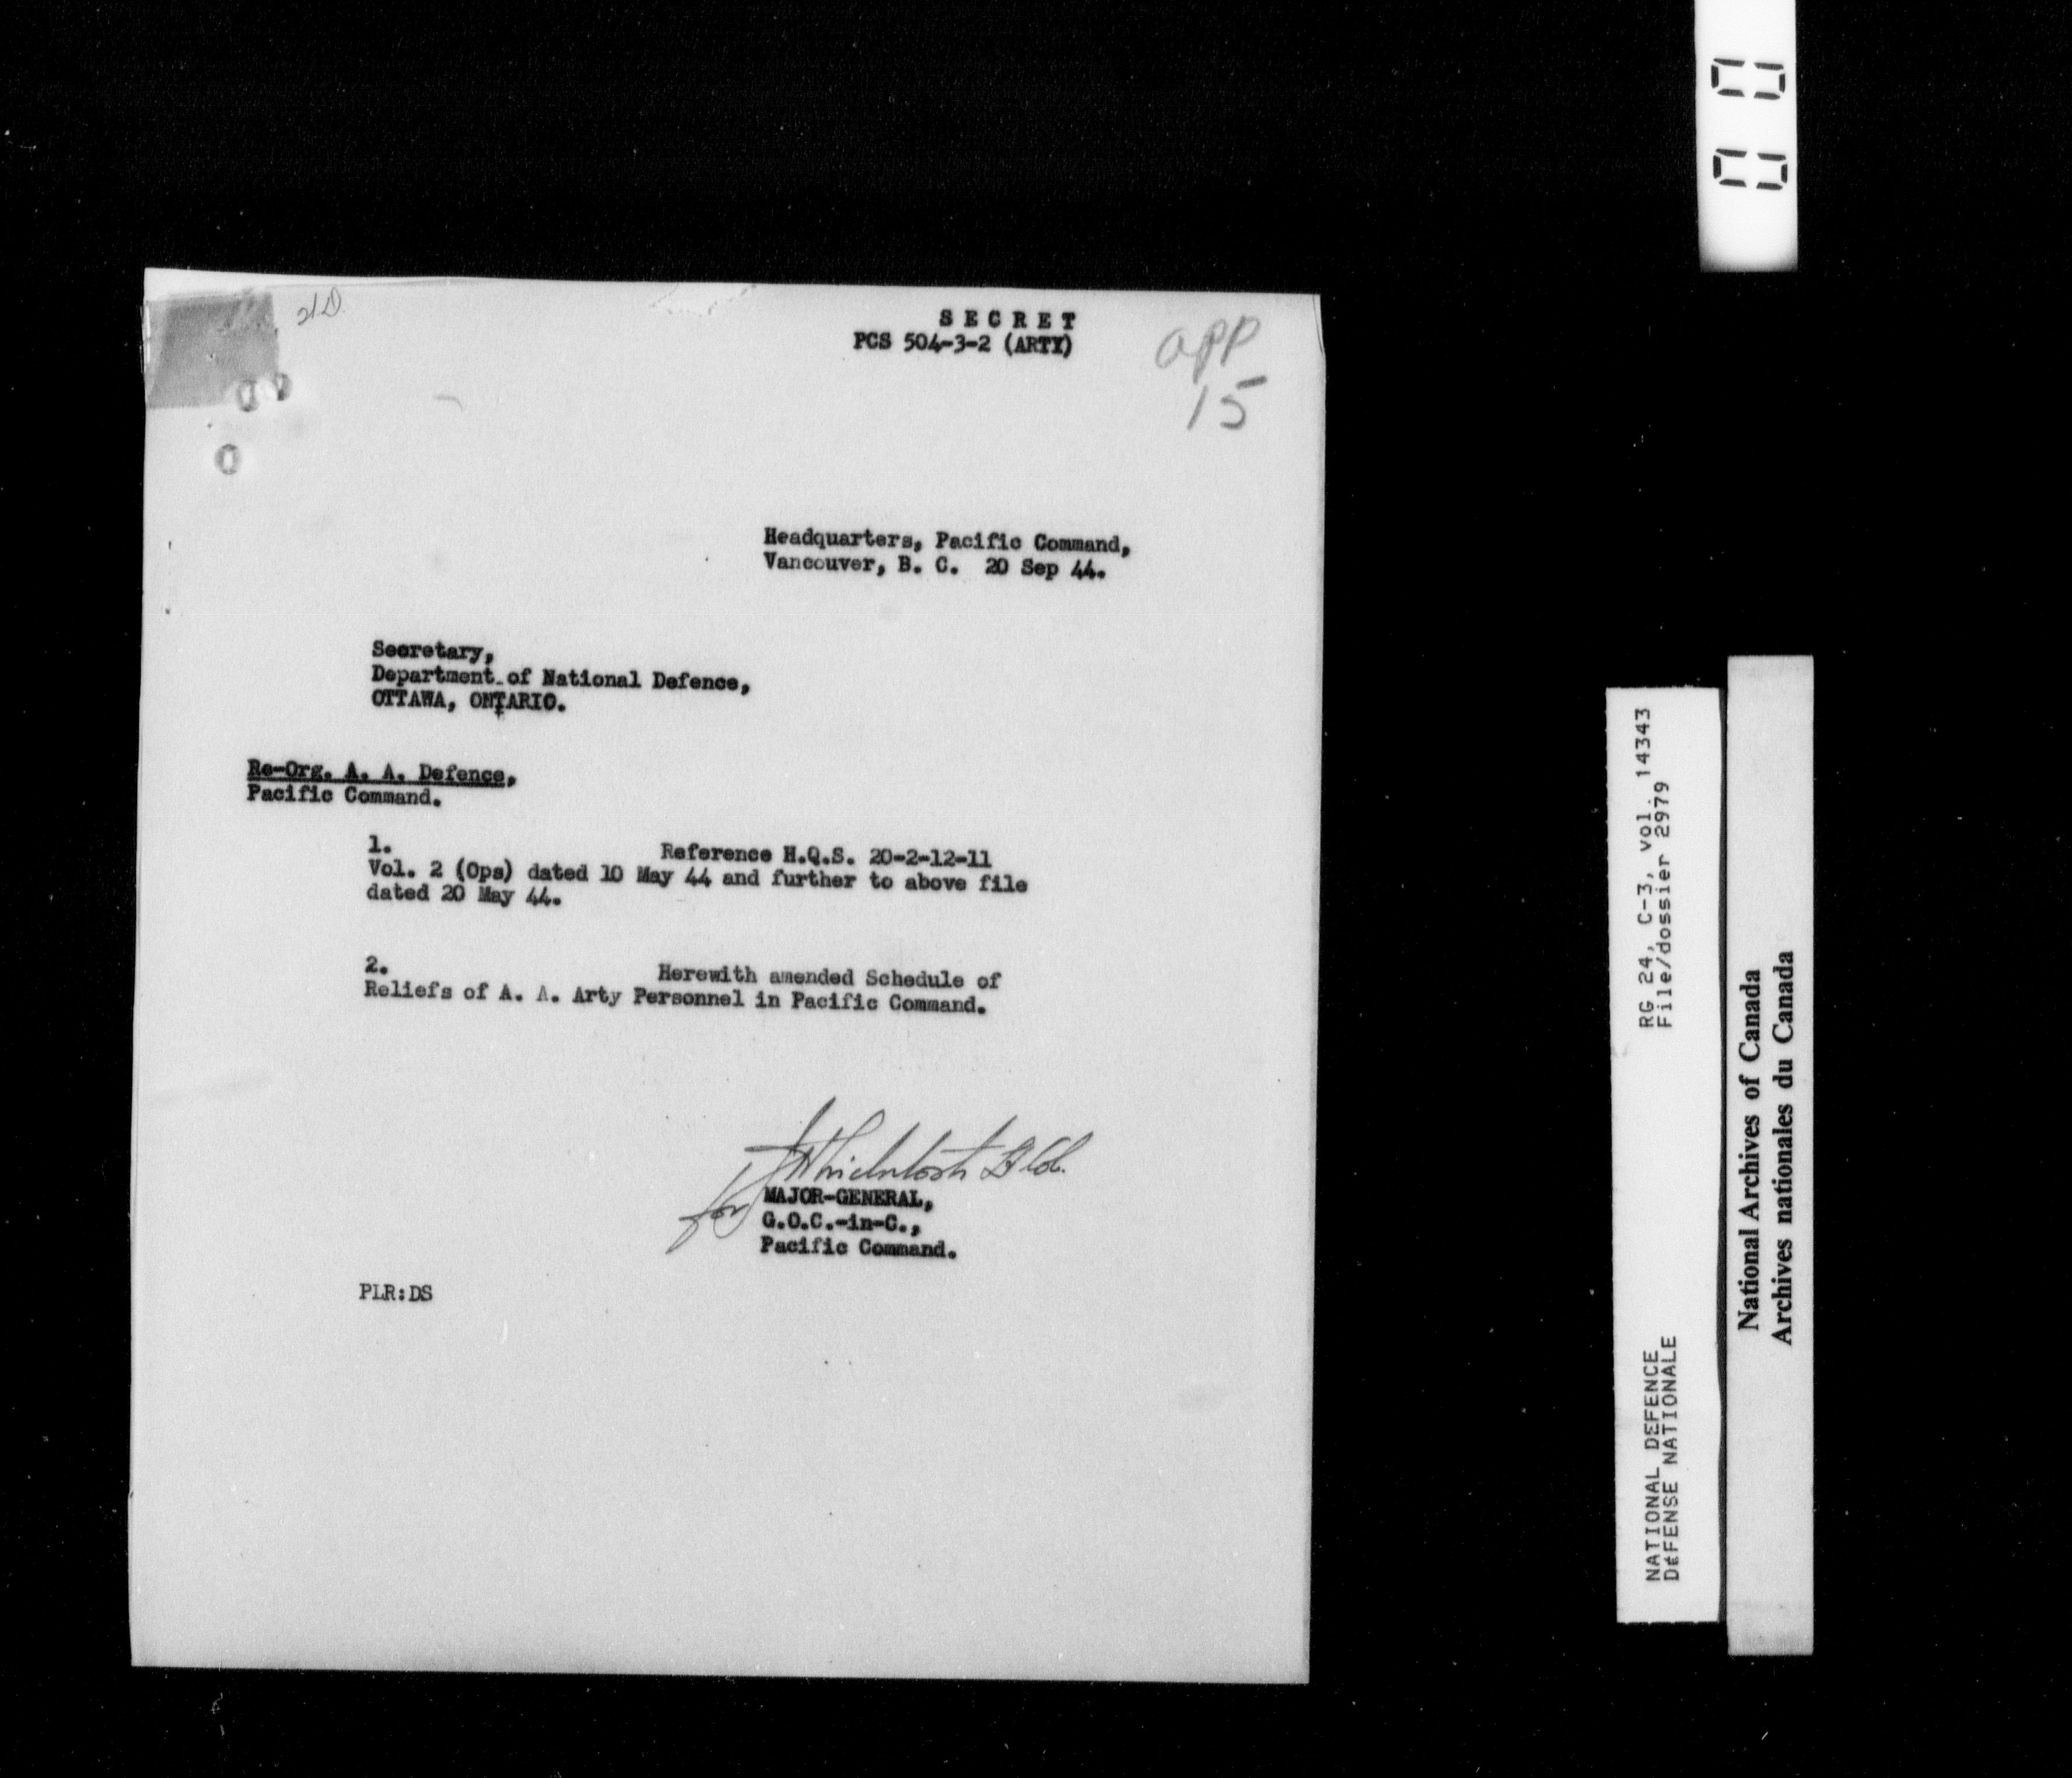 SECRET
PCS 504-3-2 (ARTY)
app
15
Headquarters, Pacific Command,
Vancouver, B. C. 20 Sep 44.
Secretary,
Department of National Defence,
OTTAWA, ONTARIO.
Re-Org. A. A. Defence,
Pacific Command.
1. Reference H.Q.S. 20-2-12-11
Vol. 2 (Ops) dated 10 May 44 and further to above file
dated 20 May 44.
2. Herewith amended Schedule of
Reliefs of A. A. Arty Personnel in Pacific Command.
for
MAJOR-GENERAL,
G.O.C.-in-C.,
Pacific Command.
PLR:DS
RG 24, C-3, vol. 14343
File/dossier 2979
NATIONAL DEFENCE
DéFENSE NATIONALE
National Archives of Canada
Archives nationales du Canada